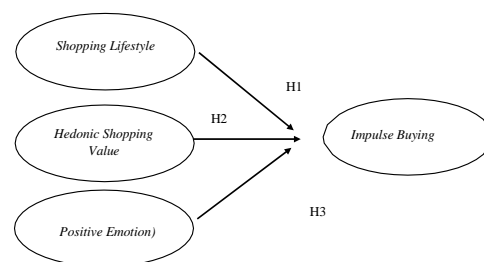 Shopping Lifestyle
H1
H2
Hedonic Shopping
Value
Impulse Buying
Positive Emotion)
H3